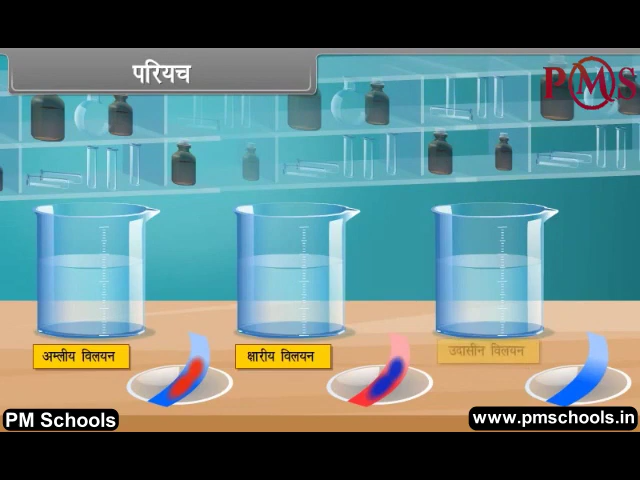 परियच
PMS
अम्लीय विलयन
क्षारीय विलयन
उदासीन विलयन
PM Schools
www.pmschools.in